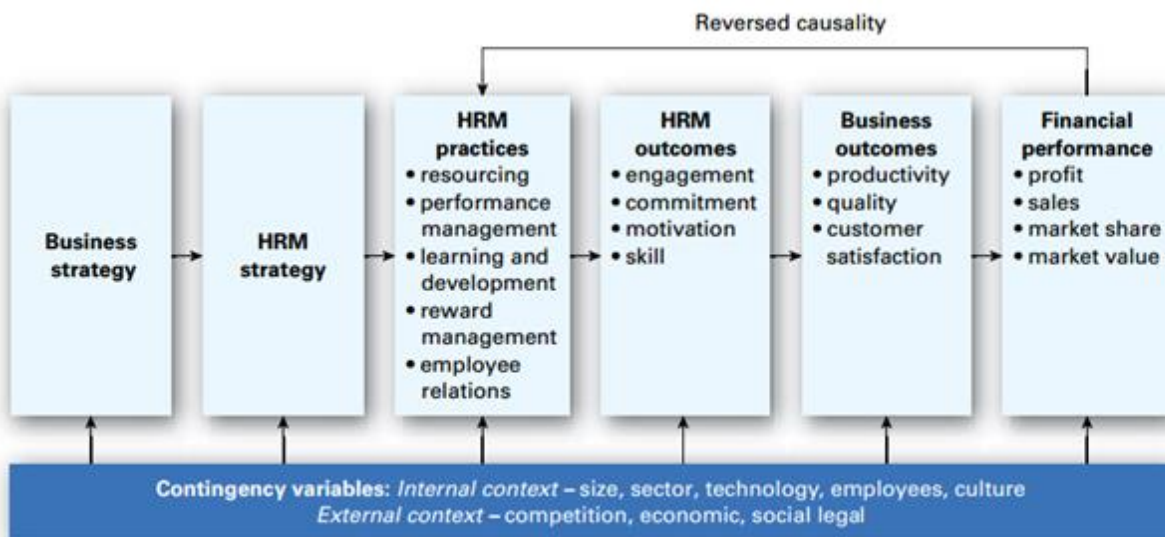 Reversed causality
Business
strategy
HRM
strategy
HRM
practices
• resourcing
• performance
management
• learning and
development
• reward
management
• employee
relations
HRM
outcomes
• engagement
• commitment
• motivation
• skill
Business
outcomes
• productivity
• quality
• customer
satisfaction
Financial
performance
• profit
• sales
• market share
• market value
Contingency variables: Internal context – size, sector, technology, employees, culture
External context – competition, economic, social legal